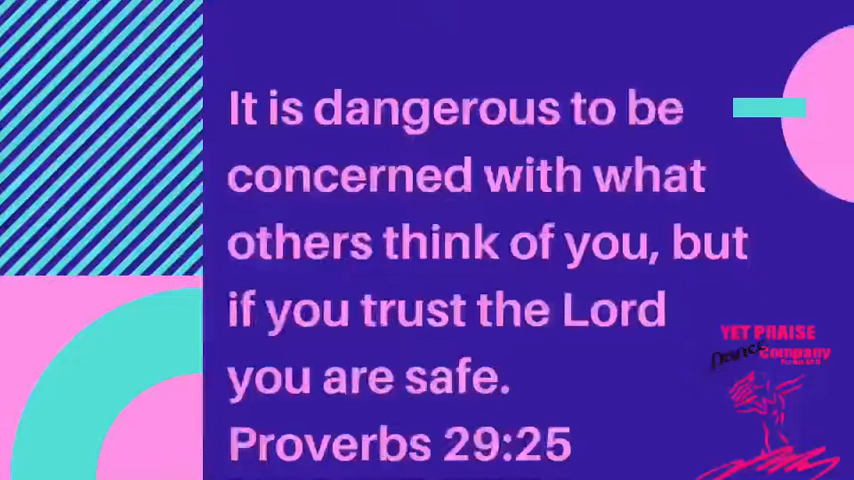 It is dangerous to be
concerned with what
others think of you, but
if you trust the Lord
you are safe.
Proverbs 29:25
YET PRAISE
Dance Company